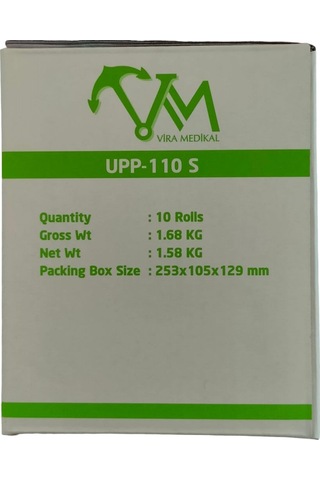 VM
VİRA MEDİKAL
UPP-110 S
Quantity : 10 Rolls
Gross Wt : 1.68 KG
Net Wt : 1.58 KG
Packing Box Size : 253x105x129 mm